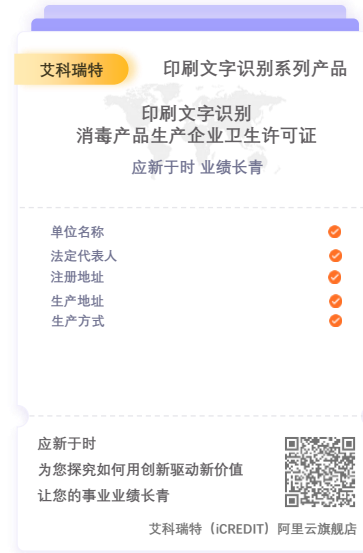 艾科瑞特
印刷文字识别系列产品
印刷文字识别
消毒产品生产企业卫生许可证
应新于时 业绩长青
单位名称
法定代表人
注册地址
生产地址
生产方式
应新于时
为您探究如何用创新驱动新价值
让您的事业业绩长青
艾科瑞特（iCREDIT）阿里云旗舰店